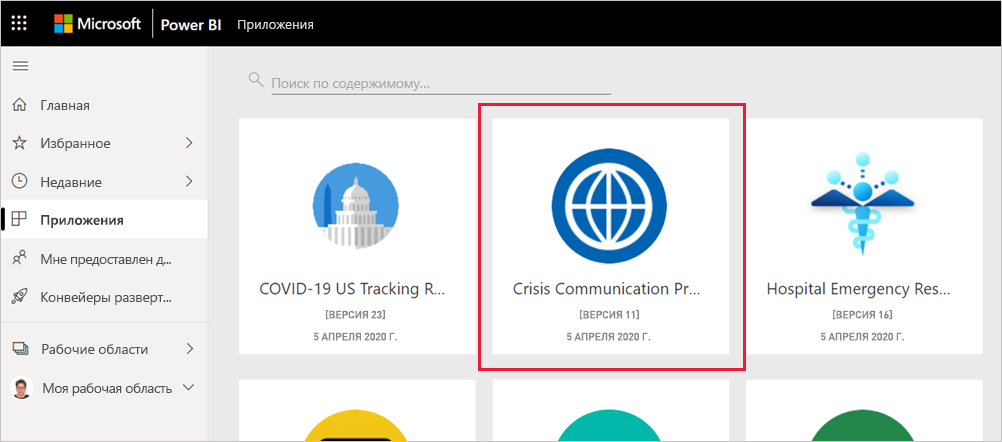 Microsoft Power BI Приложения
Поиск по содержимому...
Главная
Избранное
Недавние
Приложения
Мне предоставлен д...
Конвейеры разверт...
Рабочие области
Моя рабочая область
COVID-19 US Tracking R...
[ВЕРСИЯ 23]
5 АПРЕЛЯ 2020 Г.
Crisis Communication Pr...
[ВЕРСИЯ 11]
5 АПРЕЛЯ 2020 Г.
Hospital Emergency Res...
[ВЕРСИЯ 16]
5 АПРЕЛЯ 2020 Г.